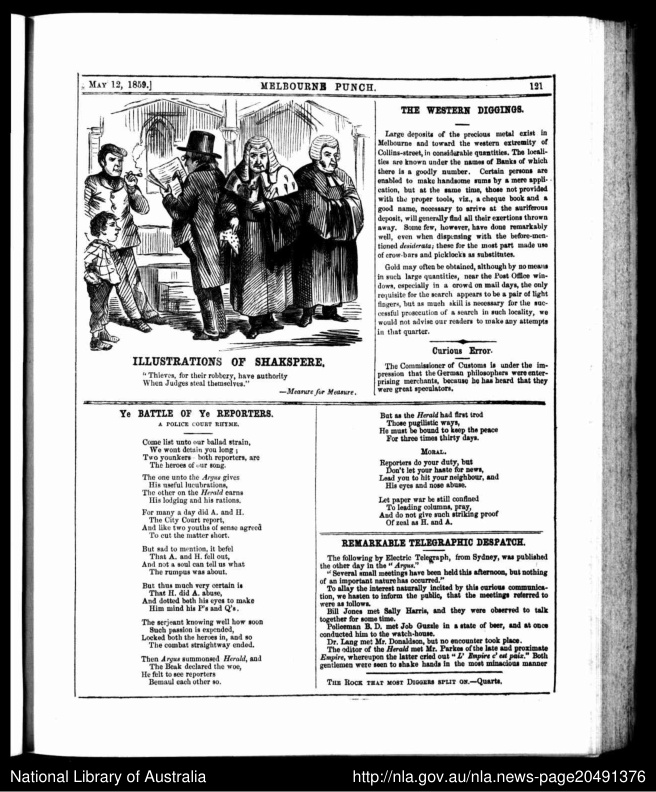 MAY 12, 1859.]
MELBOURNE PUNCH.
121
ILLUSTRATIONS OF SHAKSPERE.
"Thieves, for their robbery, have authority
When Judges steal themselves."
—Measure for Measure.
THE WESTERN DIGGINGS.
Large deposits of the precious metal exist in
Melbourne and toward the western extremity of
Collins-street, in considerable quantities. The locali-
ties are known under the names of Banks of which
there is a goodly number. Certain persons are
enabled to make handsome sums by a mere appli-
cation, but at the same time, those not provided
with the proper tools, viz., a cheque book and a
good name, necessary to arrive at the auriferous
deposit, will generally find all their exertions thrown
away. Some few, however, have done remarkably
well, even when dispensing with the before-men-
tioned desiderata; these for the most part made use
of crow-bars and picklocks as substitutes.
Gold may often be obtained, although by no means
in such large quantities, near the Post Office win-
dows, especially in a crowd on mail days, the only
requisite for the search appears to be a pair of light
fingers, but as much skill is necessary for the suc-
cessful prosecution of a search in such locality, we
would not advise our readers to make any attempts
in that quarter.
Curious Error.
The Commissioner of Customs is under the im-
pression that the German philosophers were enter-
prising merchants, because he has heard that they
were great speculators.
Ye BATTLE OF Ye REPORTERS.
A POLICE COURT RHYME.
Come list unto our ballad strain,
We wont detain you long;
Two younkers both reporters, are
The heroes of our song.
The one unto the Argus gives
His useful lucubrations,
The other on the Herald earns
His lodging and his rations.
For many a day did A. and H.
The City Court report,
And like two youths of sense agreed
To cut the matter short.
But sad to mention, it befel
That A. and H. fell out,
And not a soul can tell us what
The rumpus was about.
But thus much very certain is
That H. did A. abuse,
And dotted both his eyes to make
Him mind his P's and Q's.
The serjeant knowing well how soon
Such passion is expended,
Locked both the heroes in, and so
The combat straightway ended.
Then Argus summonsed Herald, and
The Beak declared the woe,
He felt to see reporters
Bemaul each other so.
But as the Herald had first trod
Those pugilistic ways,
He must be bound to keep the peace
For three times thirty days.
MORAL.
Reporters do your duty, but
Don't let your haste for news,
Lead you to hit your neighbour, and
His eyes and nose abuse.
Let paper war be still confined
To leading columns, pray,
And do not give such striking proof
Of zeal as H. and A.
REMARKABLE TELEGRAPHIC DESPATCH.
The following by Electric Telegraph, from Sydney, was published
the other day in the "Argus."
"Several small meetings have been held this afternoon, but nothing
of an important nature has occurred."
To allay the interest naturally incited by this curious communica-
tion, we hasten to inform the public, that the meetings referred to
were as follows.
Bill Jones met Sally Harris, and they were observed to talk
together for some time.
Policeman B. D. met Job Guzzle in a state of beer, and at once
conducted him to the watch-house.
Dr. Lang met Mr. Donaldson, but no encounter took place.
The editor of the Herald met Mr. Parkes of the late and proximate
Empire, whereupon the latter cried out "L' Empire c' est paix." Both
gentlemen were seen to shake hands in the most minacious manner
THE ROCK THAT MOST DIGGERS SPLIT ON.—Quartz.
National Library of Australia
http://nla.gov.au/nla.news-page20491376